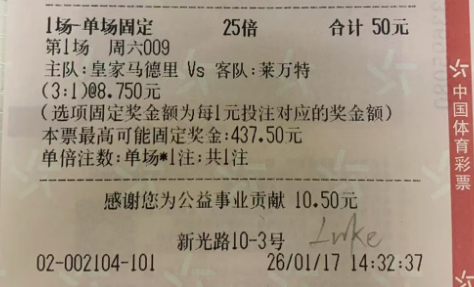 1场-单场固定 25倍 合计 50元
第1场 周六009
主队:皇家马德里 Vs 客队:莱万特
(3:1)@8.750元
(选项固定奖金额为每1元投注对应的奖金额)
本票最高可能固定奖金:437.50元
单倍注数:单场*1注:共1注
感谢您为公益事业贡献 10.50元
新光路10-3号 Luke
02-002104-101 26/01/17 14:32:37
中国体育彩票